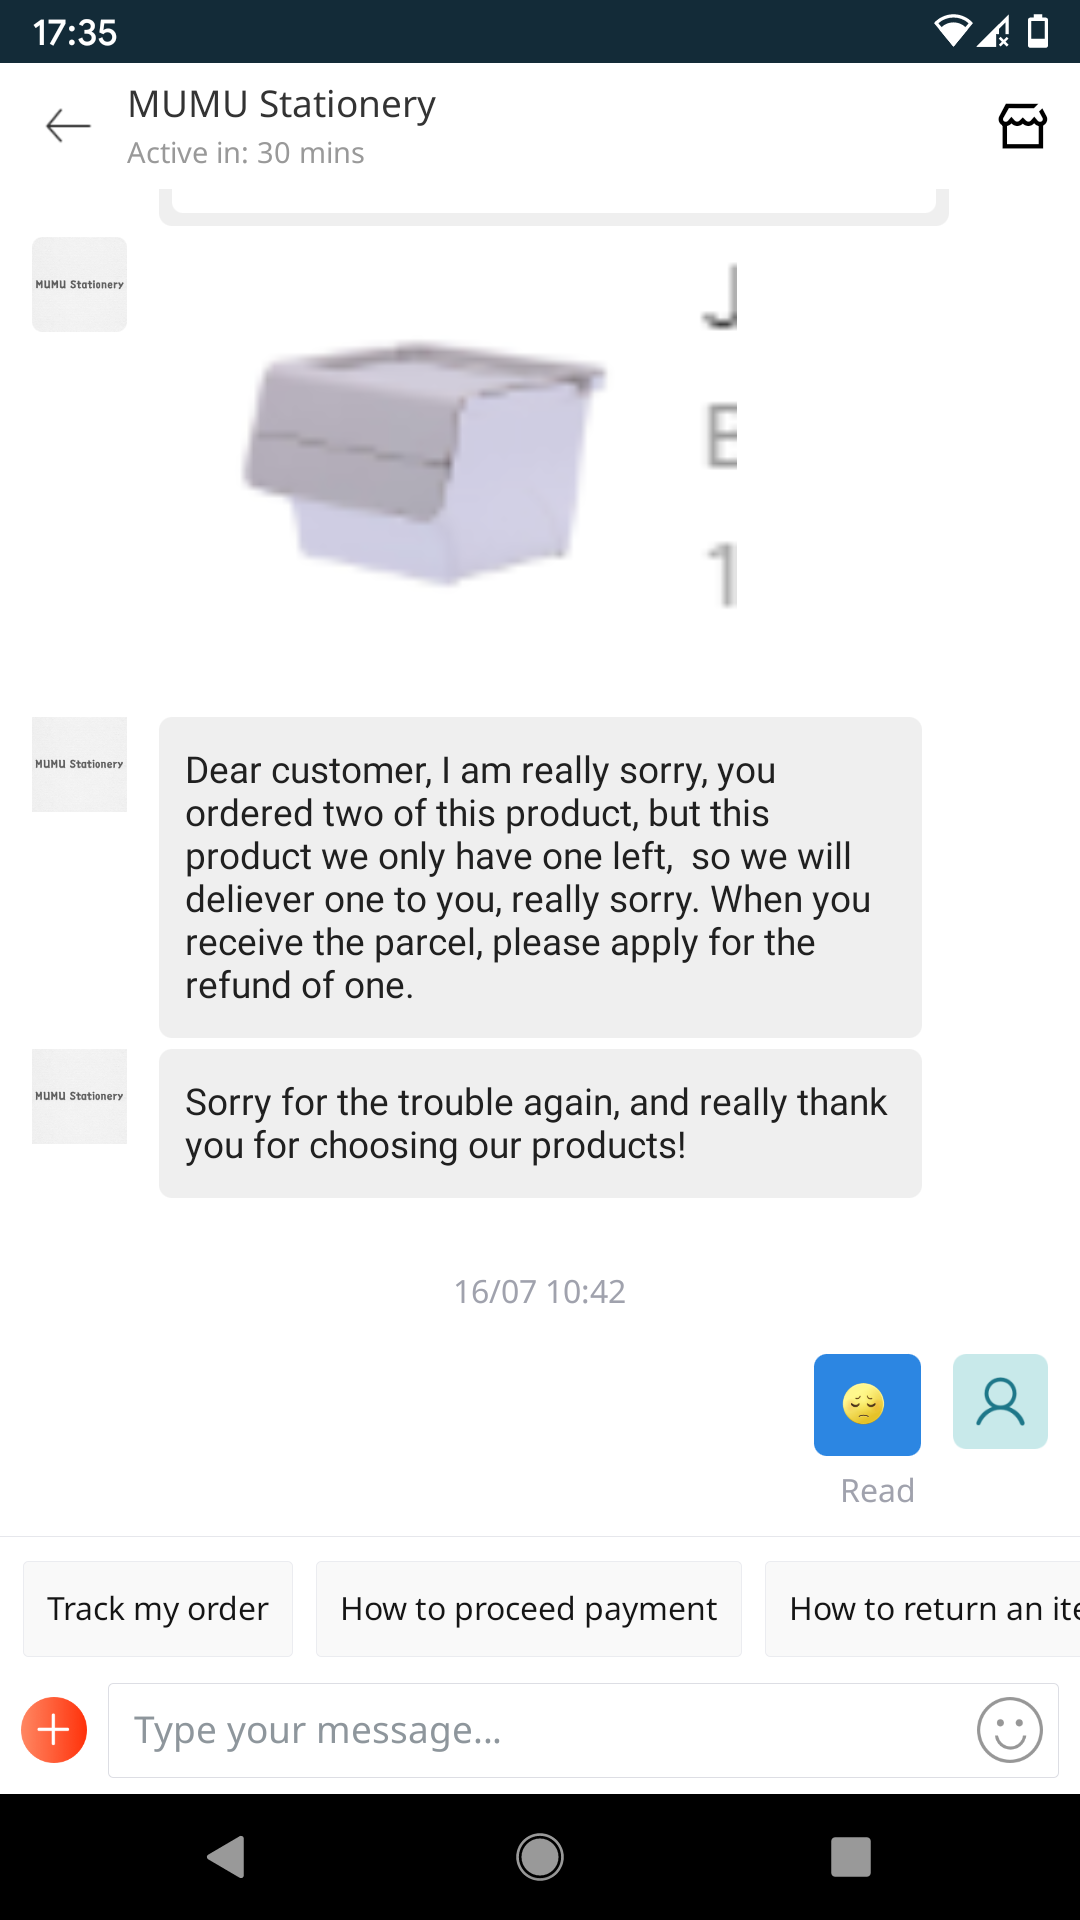 17:35
MUMU Stationery
Active in: 30 mins
MUMU Stationery
J
E
1
MUMU Stationery
Dear customer, I am really sorry, you
ordered two of this product, but this
product we only have one left,  so we will
deliever one to you, really sorry. When you
receive the parcel, please apply for the
refund of one.
MUMU Stationery
Sorry for the trouble again, and really thank
you for choosing our products!
16/07 10:42
Read
Track my order
How to proceed payment
How to return an ite
Type your message...